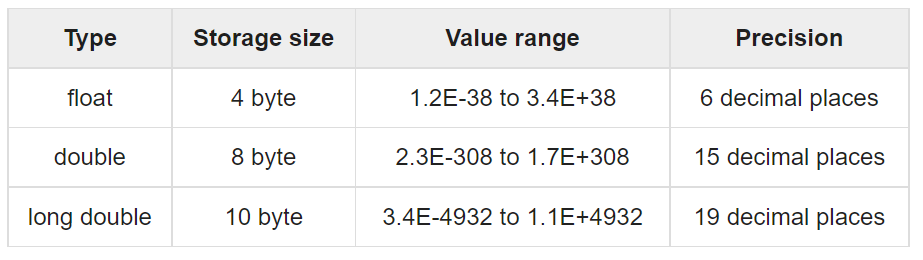 Type Storage size Value range Precision
float 4 byte 1.2E-38 to 3.4E+38 6 decimal places
double 8 byte 2.3E-308 to 1.7E+308 15 decimal places
long double 10 byte 3.4E-4932 to 1.1E+4932 19 decimal places